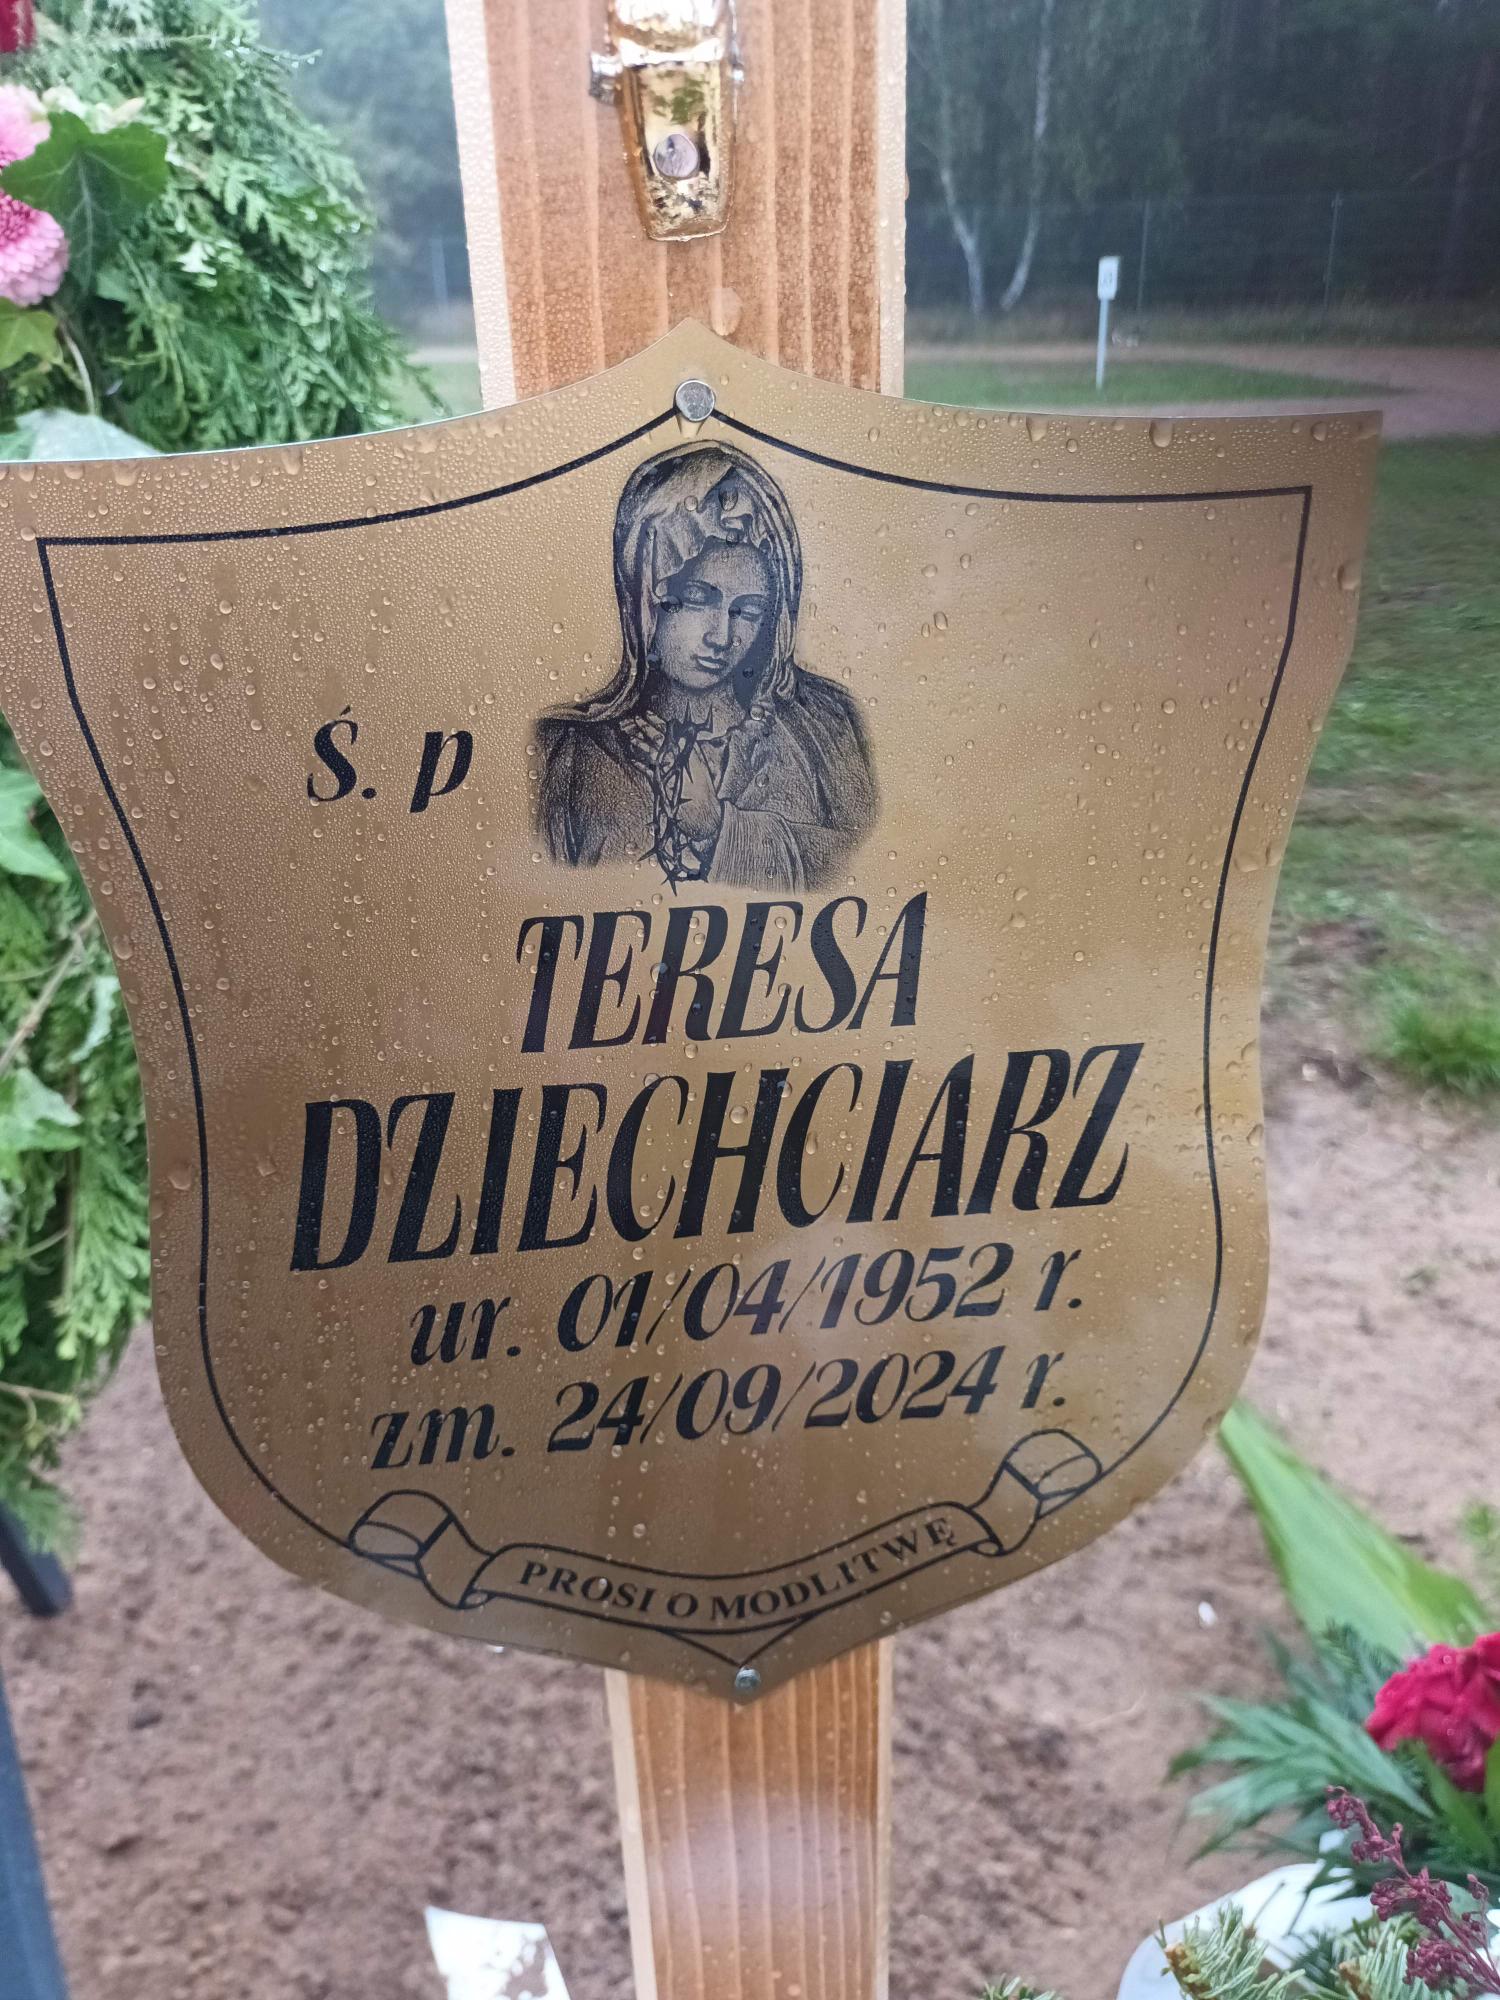 Ś. p
TERESA
DZIECHCIARZ
ur. 01/04/1952 r.
zm. 24/09/2024 r.
PROSI O MODLITWĘ